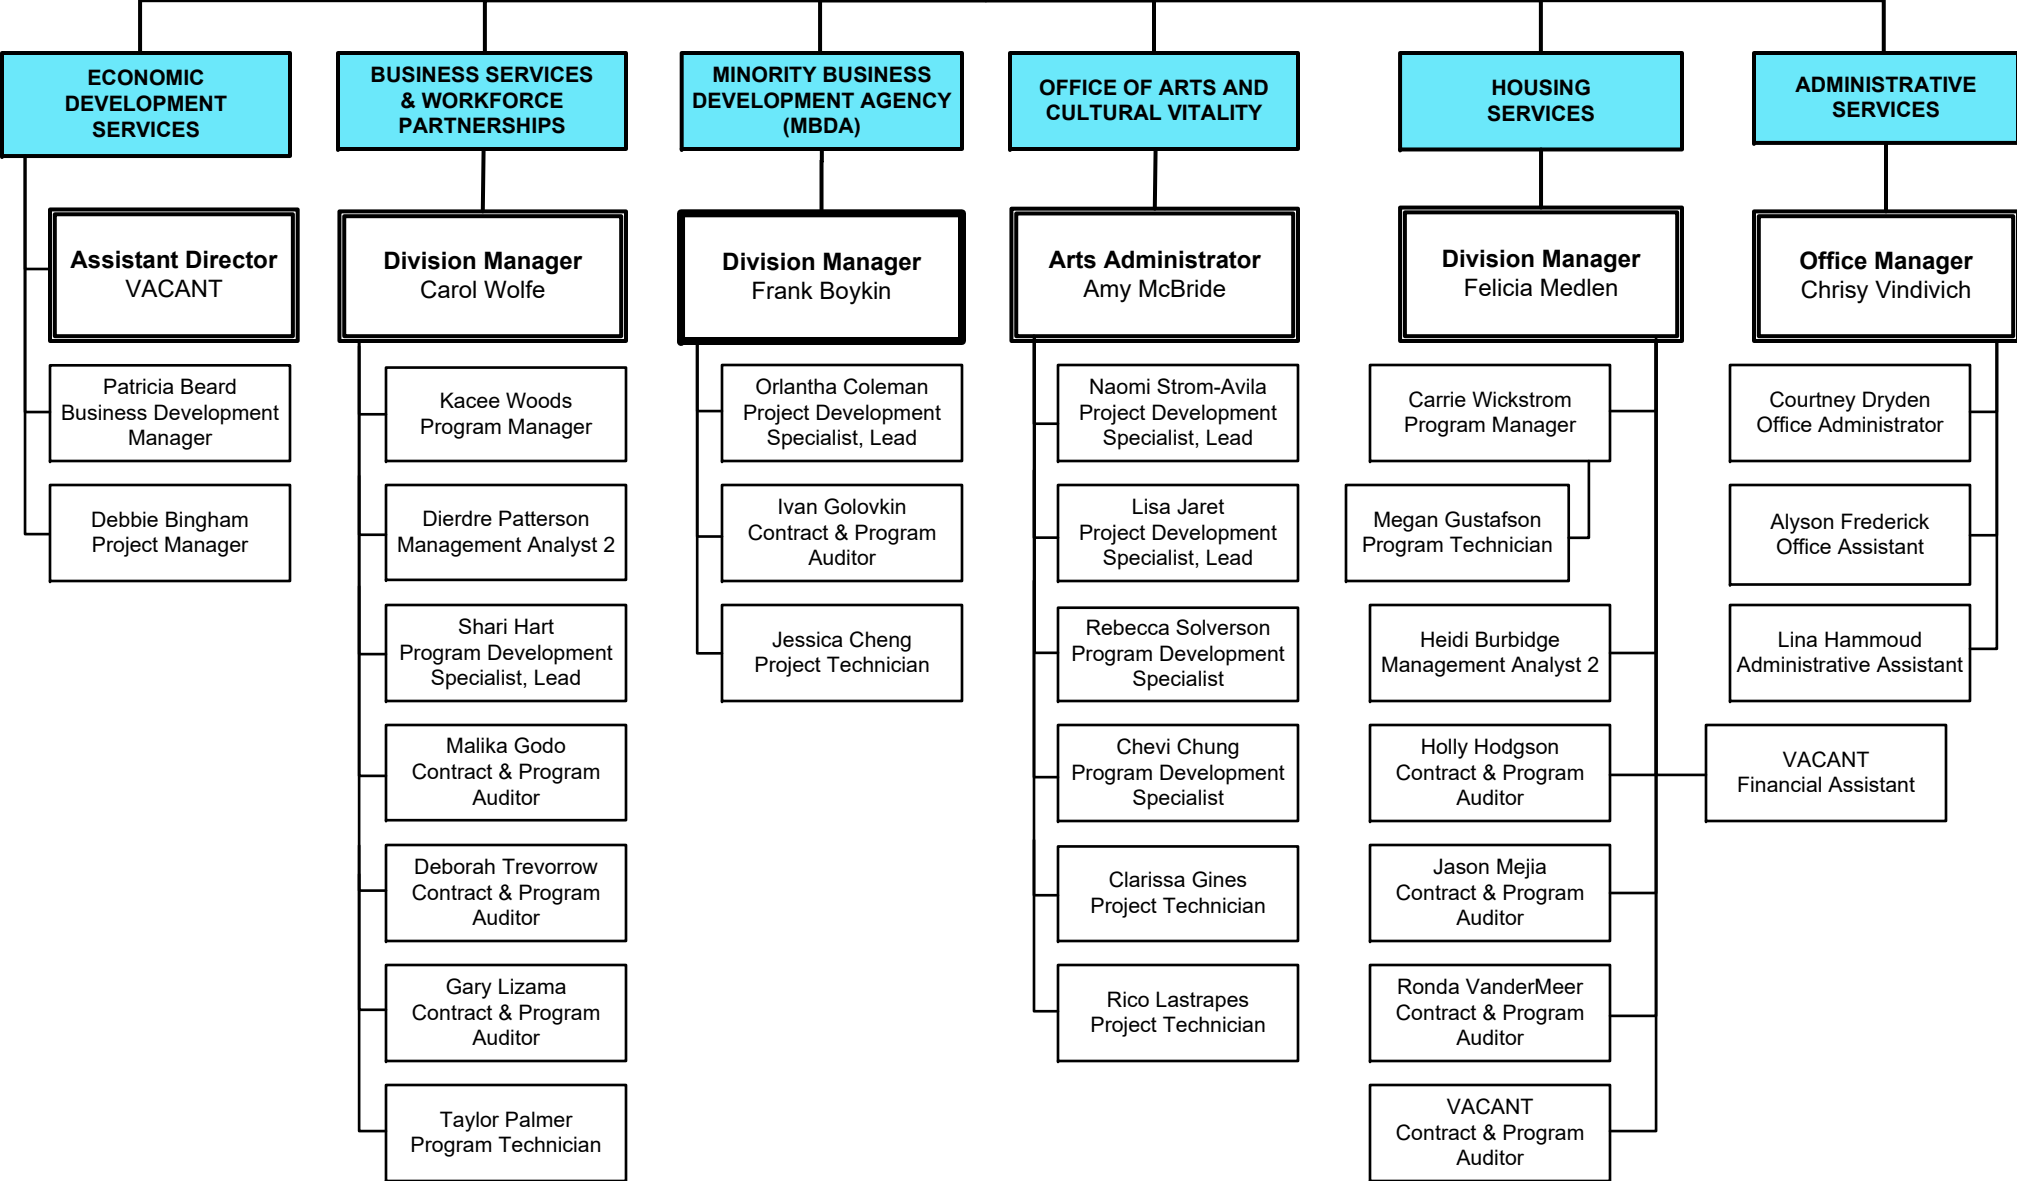 ECONOMIC
DEVELOPMENT
SERVICES
BUSINESS SERVICES
& WORKFORCE
PARTNERSHIPS
MINORITY BUSINESS
DEVELOPMENT AGENCY
(MBDA)
OFFICE OF ARTS AND
CULTURAL VITALITY
HOUSING
SERVICES
ADMINISTRATIVE
SERVICES
Assistant Director
VACANT
Division Manager
Carol Wolfe
Division Manager
Frank Boykin
Arts Administrator
Amy McBride
Division Manager
Felicia Medlen
Office Manager
Chrisy Vindivich
Patricia Beard
Business Development
Manager
Debbie Bingham
Project Manager
Kacee Woods
Program Manager
Dierdre Patterson
Management Analyst 2
Shari Hart
Program Development
Specialist, Lead
Malika Godo
Contract & Program
Auditor
Deborah Trevorrow
Contract & Program
Auditor
Gary Lizama
Contract & Program
Auditor
Taylor Palmer
Program Technician
Orlantha Coleman
Project Development
Specialist, Lead
Ivan Golovkin
Contract & Program
Auditor
Jessica Cheng
Project Technician
Naomi Strom-Avila
Project Development
Specialist, Lead
Lisa Jaret
Project Development
Specialist, Lead
Rebecca Solverson
Program Development
Specialist
Chevi Chung
Program Development
Specialist
Clarissa Gines
Project Technician
Rico Lastrapes
Project Technician
Carrie Wickstrom
Program Manager
Megan Gustafson
Program Technician
Heidi Burbidge
Management Analyst 2
Holly Hodgson
Contract & Program
Auditor
Jason Mejia
Contract & Program
Auditor
Ronda VanderMeer
Contract & Program
Auditor
VACANT
Contract & Program
Auditor
VACANT
Financial Assistant
Courtney Dryden
Office Administrator
Alyson Frederick
Office Assistant
Lina Hammoud
Administrative Assistant